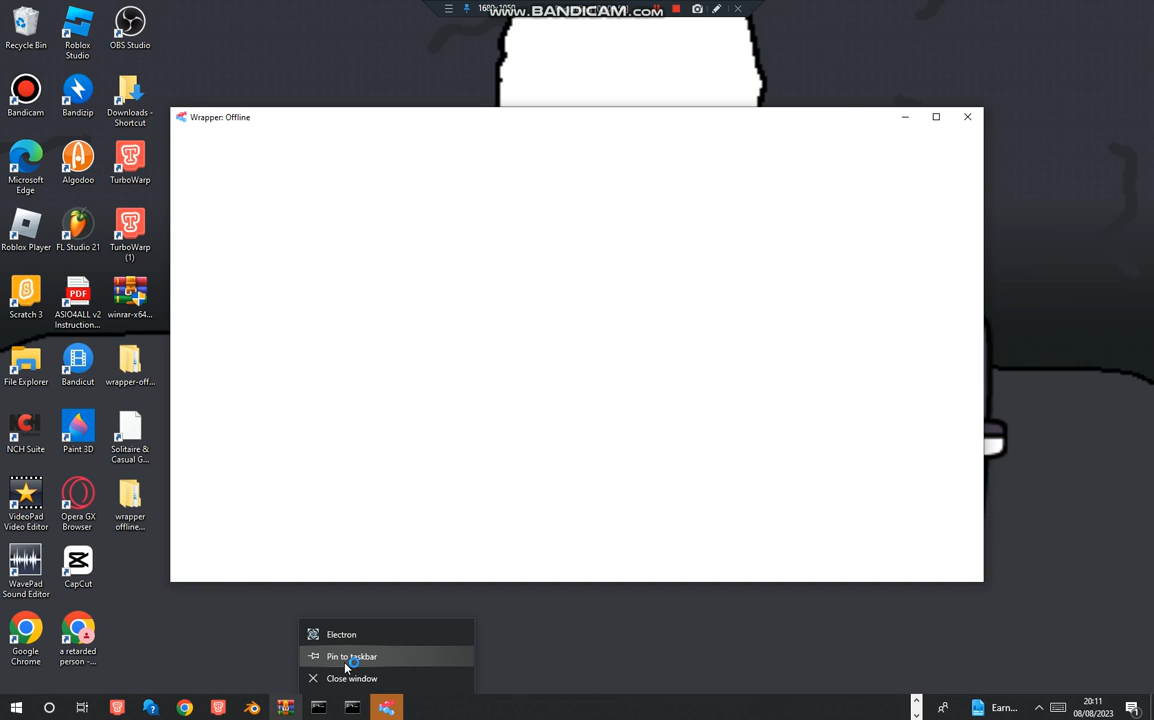 1680x1050
www.BANDICAM.com
Recycle Bin
Roblox Studio
OBS Studio
Bandicam
Bandizip
Downloads - Shortcut
Microsoft Edge
Algodoo
TurboWarp
Roblox Player
FL Studio 21
TurboWarp (1)
Scratch 3
ASIO4ALL v2 Instruction...
winrar-x64...
File Explorer
Bandicut
wrapper-off...
NCH Suite
Paint 3D
Solitaire & Casual G...
VideoPad Video Editor
Opera GX Browser
wrapper offline...
WavePad Sound Editor
CapCut
Google Chrome
a retarded person -...
Wrapper: Offline
Electron
Pin to taskbar
Close window
Earn...
20:11
08/08/2023
1